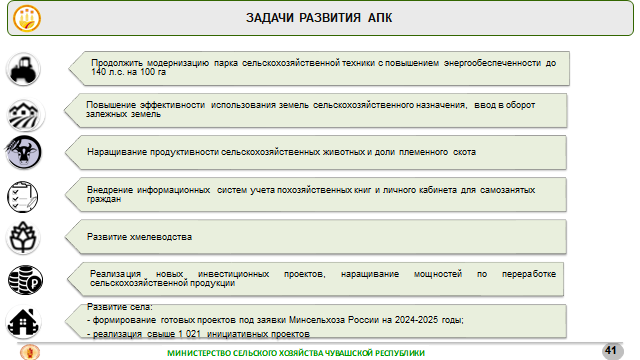 ЗАДАЧИ РАЗВИТИЯ АПК
Продолжить модернизацию парка сельскохозяйственной техники с повышением энергообеспеченности до
140 л.с. на 100 га
Повышение эффективности использования земель сельскохозяйственного назначения, ввод в оборот
залежных земель
Наращивание продуктивности сельскохозяйственных животных и доли племенного скота
Внедрение информационных систем учета похозяйственных книг и личного кабинета для самозанятых
граждан
Развитие хмелеводства
Реализация новых инвестиционных проектов, наращивание мощностей по переработке
сельскохозяйственной продукции
Развитие села:
- формирование готовых проектов под заявки Минсельхоза России на 2024-2025 годы;
- реализация свыше 1 021 инициативных проектов
МИНИСТЕРСТВО СЕЛЬСКОГО ХОЗЯЙСТВА ЧУВАШСКОЙ РЕСПУБЛИКИ
41